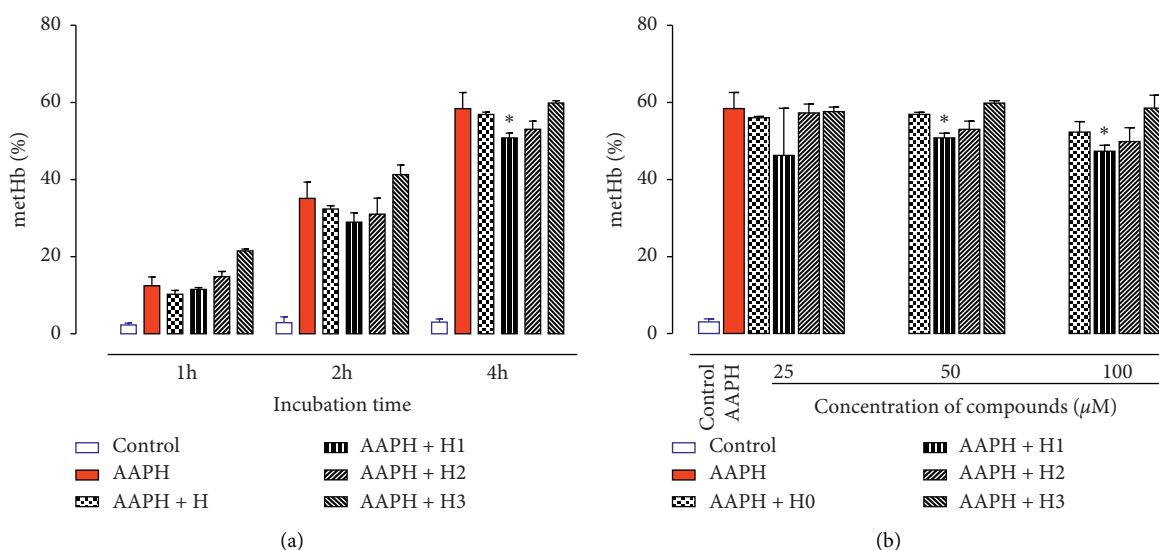 80
60
40
20
0
metHb (%)
*
1h 2h 4h
Incubation time
Control
AAPH
AAPH + H
AAPH + H1
AAPH + H2
AAPH + H3
(a)
80
60
40
20
0
metHb (%)
* *
Control
AAPH
25 50 100
Concentration of compounds (μM)
Control
AAPH
AAPH + H0
AAPH + H1
AAPH + H2
AAPH + H3
(b)